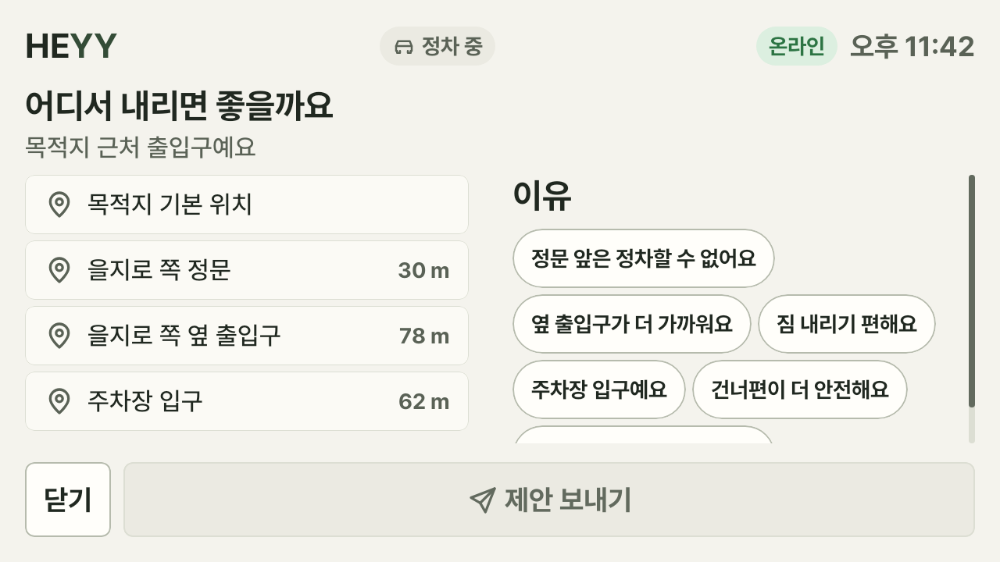 HEYY
정차 중
온라인
오후 11:42
어디서 내리면 좋을까요
목적지 근처 출입구예요
목적지 기본 위치
을지로 쪽 정문 30 m
을지로 쪽 옆 출입구 78 m
주차장 입구 62 m
이유
정문 앞은 정차할 수 없어요
옆 출입구가 더 가까워요
짐 내리기 편해요
주차장 입구예요
건너편이 더 안전해요
닫기
제안 보내기